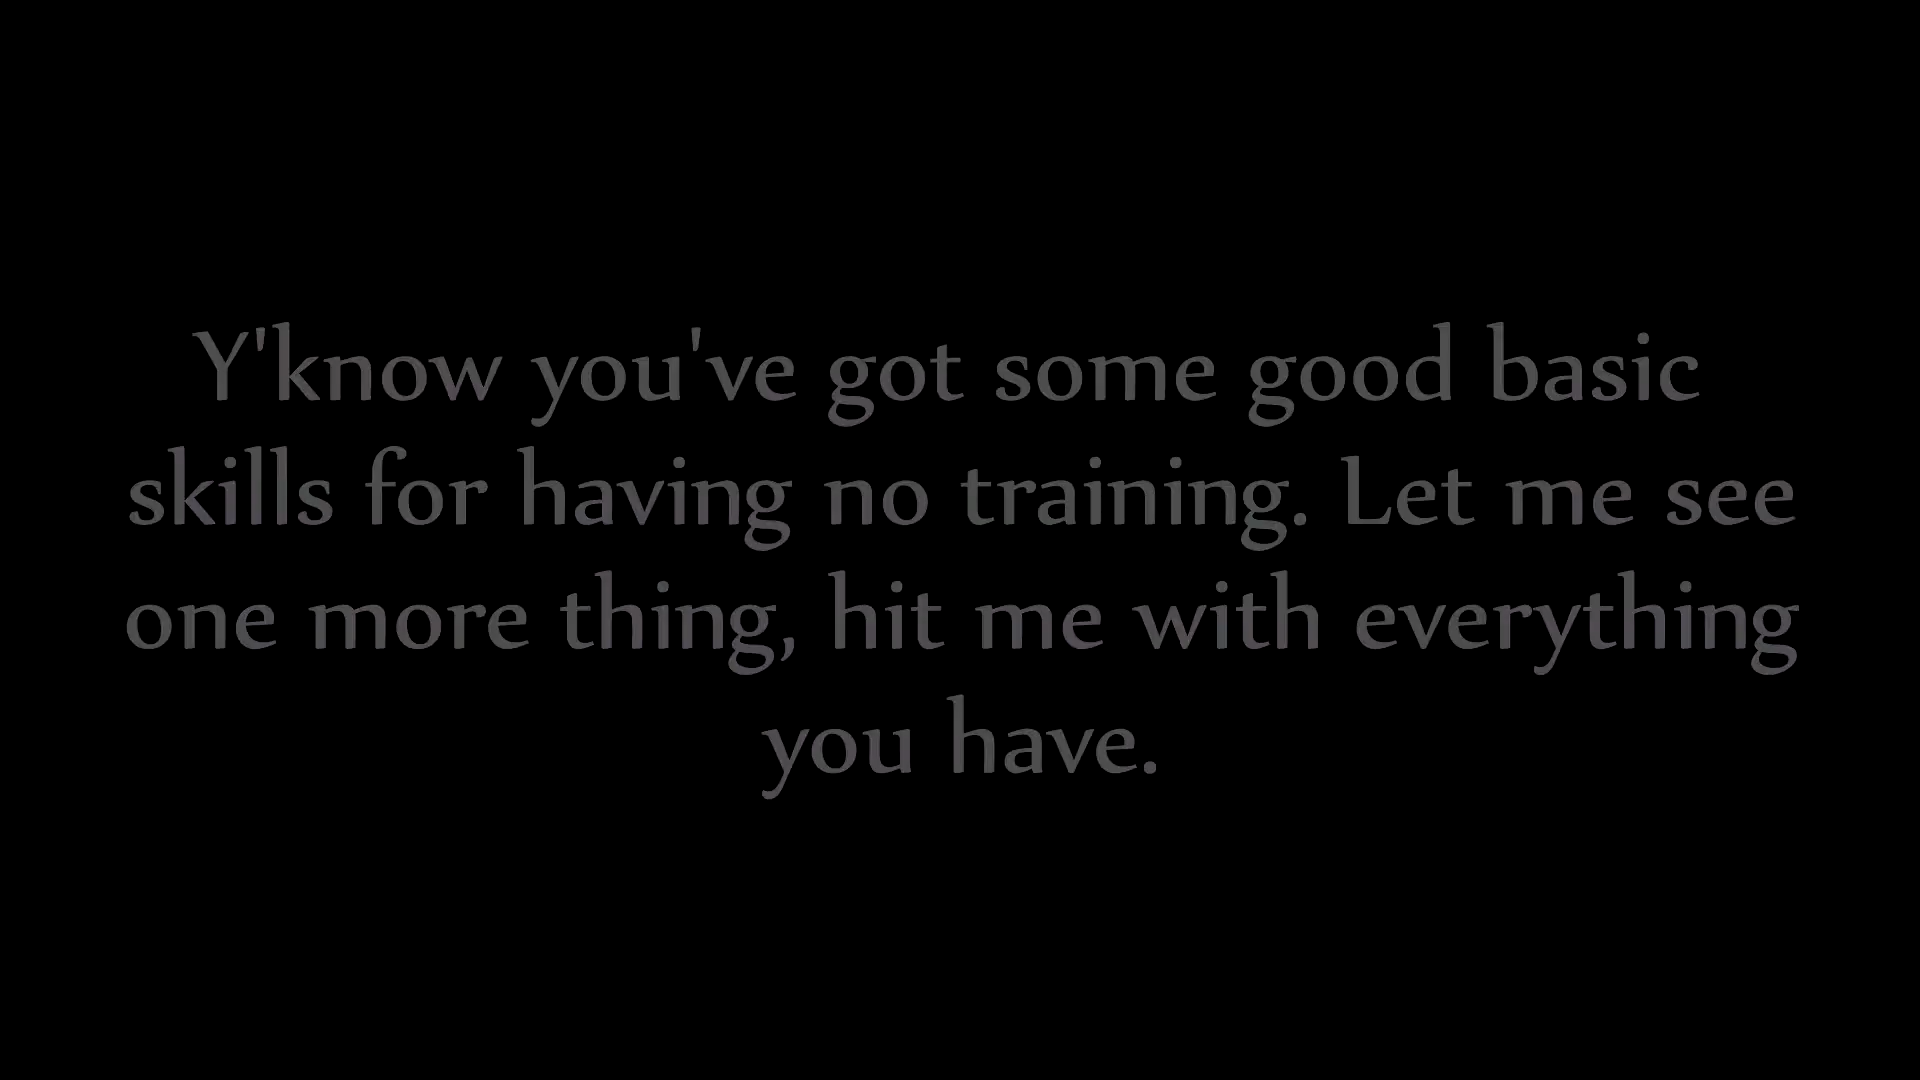 Y'know you've got some good basic
skills for having no training. Let me see
one more thing, hit me with everything
you have.